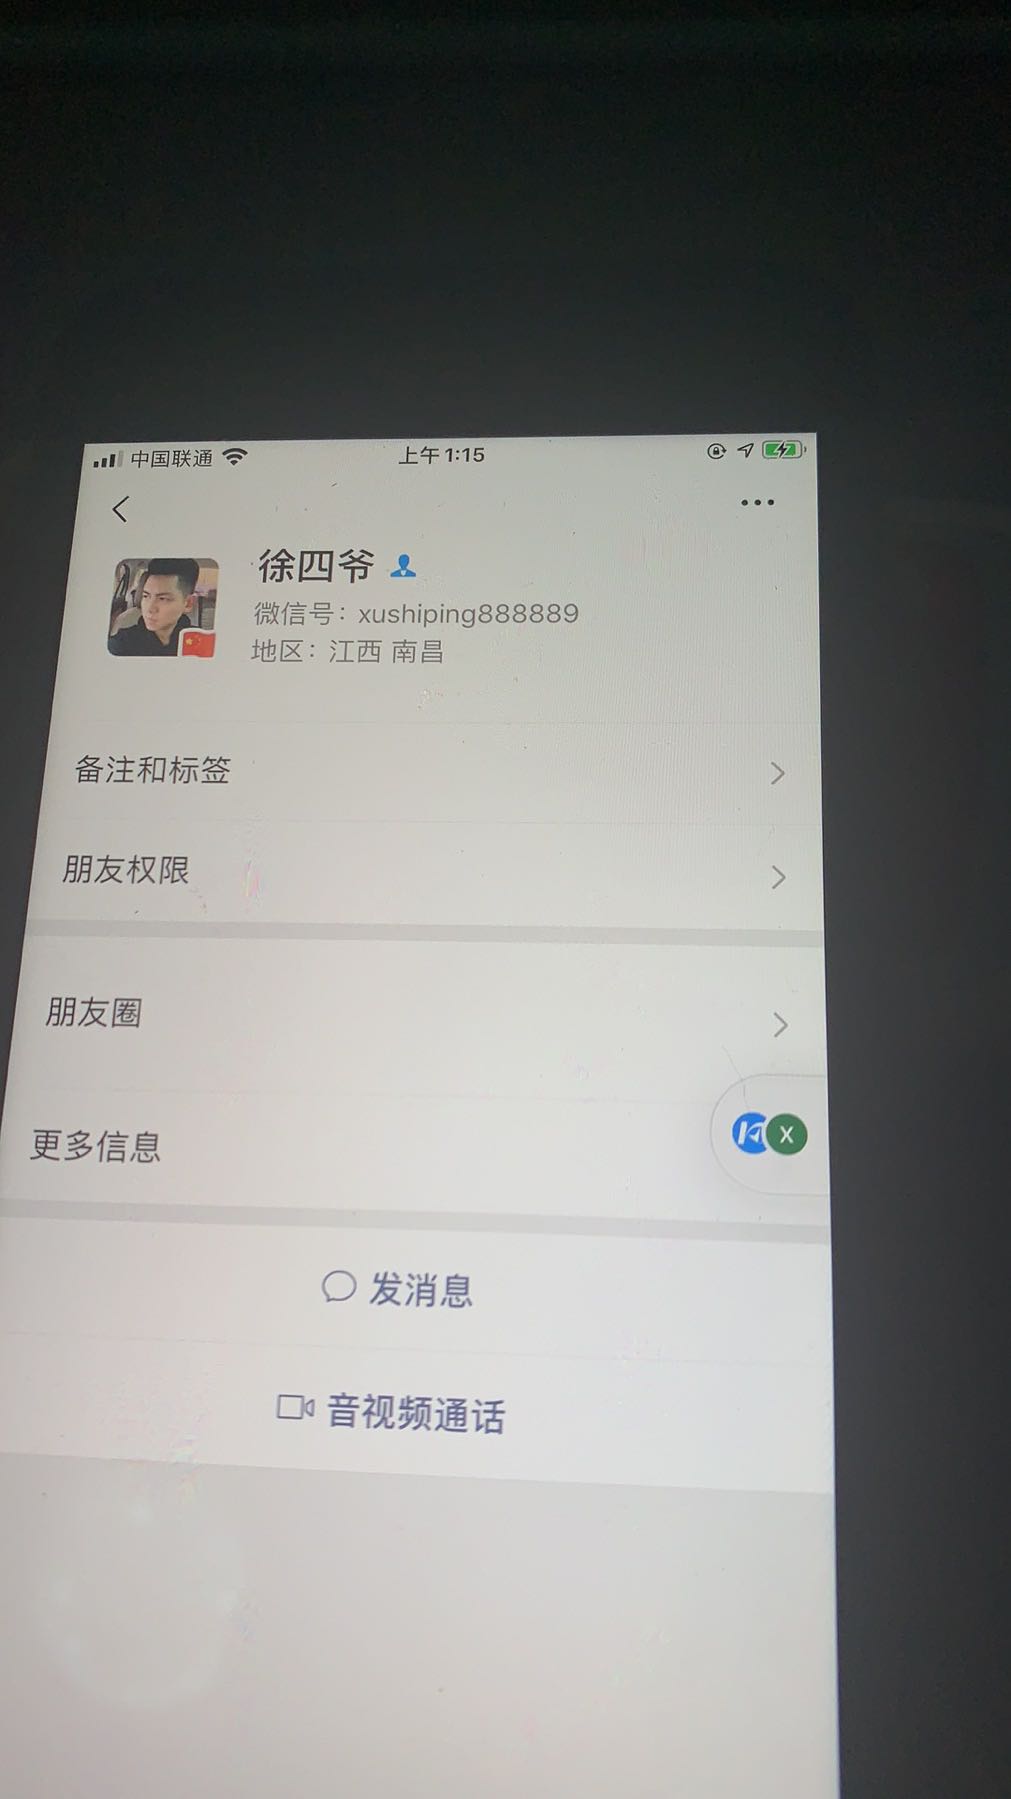 中国联通
上午1:15
徐四爷
微信号：xushiping888889
地区：江西 南昌
备注和标签
朋友权限
朋友圈
更多信息
X
发消息
音视频通话